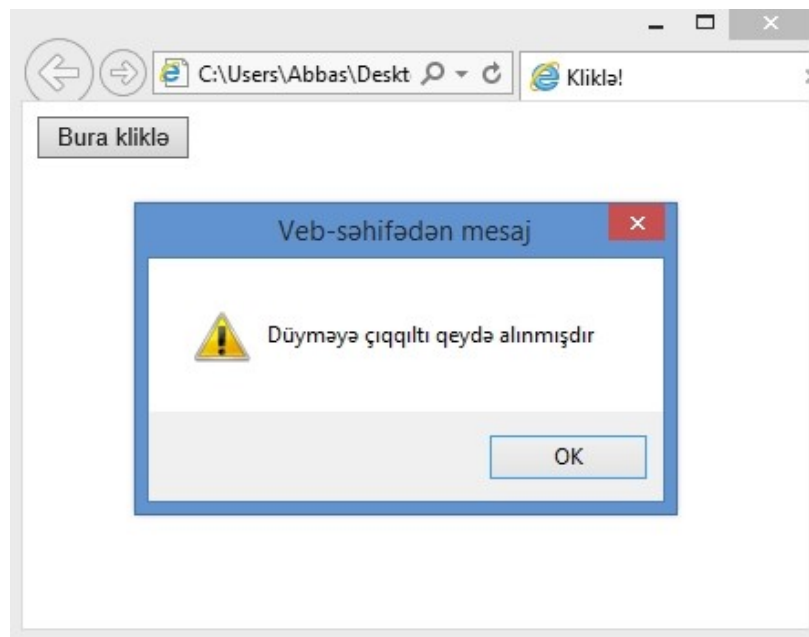 C:\Users\Abbas\Deskt
Kliklə!
Bura kliklə
Veb-səhifədən mesaj
Düyməyə çıqqıltı qeydə alınmışdır
OK